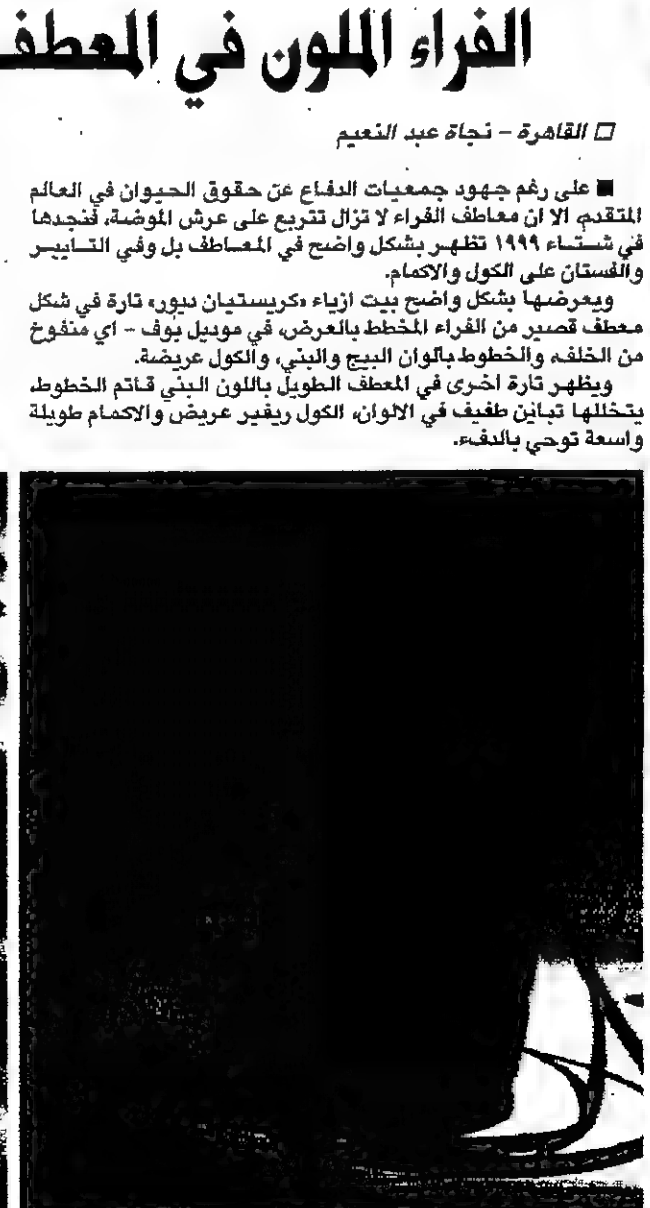 الفراء الملون في المعطف
□ القاهرة – نجاة عبد النعيم
■ على رغم جهود جمعيات الدفاع عن حقوق الحيوان في العالم
المتقدم، الا ان معاطف الفراء لا تزال تتربع على عرش الموضة، فنجدها
في شتاء ١٩٩٩ تظهر بشكل واضح في المعاطف بل وفي التايير
والفستان على الكول والاكمام.
ويعرضها بشكل واضح بيت ازياء «كريستيان ديور» تارة في شكل
معطف قصير من الفراء المخطط بالعرض، في موديل بوف – اي منفوخ
من الخلف، والخطوط بألوان البيج والبني، والكول عريضة.
ويظهر تارة اخرى في المعطف الطويل باللون البني قاتم الخطوط،
يتخللها تباين طفيف في الالوان، الكول ريفير عريض والاكمام طويلة
واسعة توحي بالدفء.